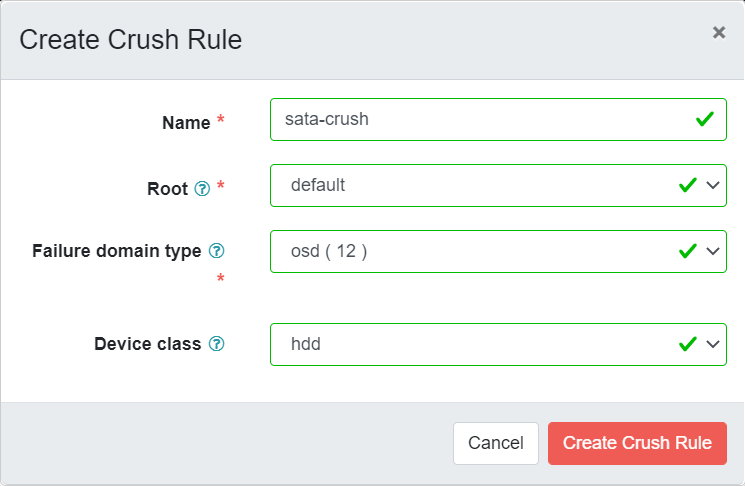 Create Crush Rule ×
Name * sata-crush
Root ? * default
Failure domain type ? osd ( 12 )
*
Device class ? hdd
Cancel Create Crush Rule